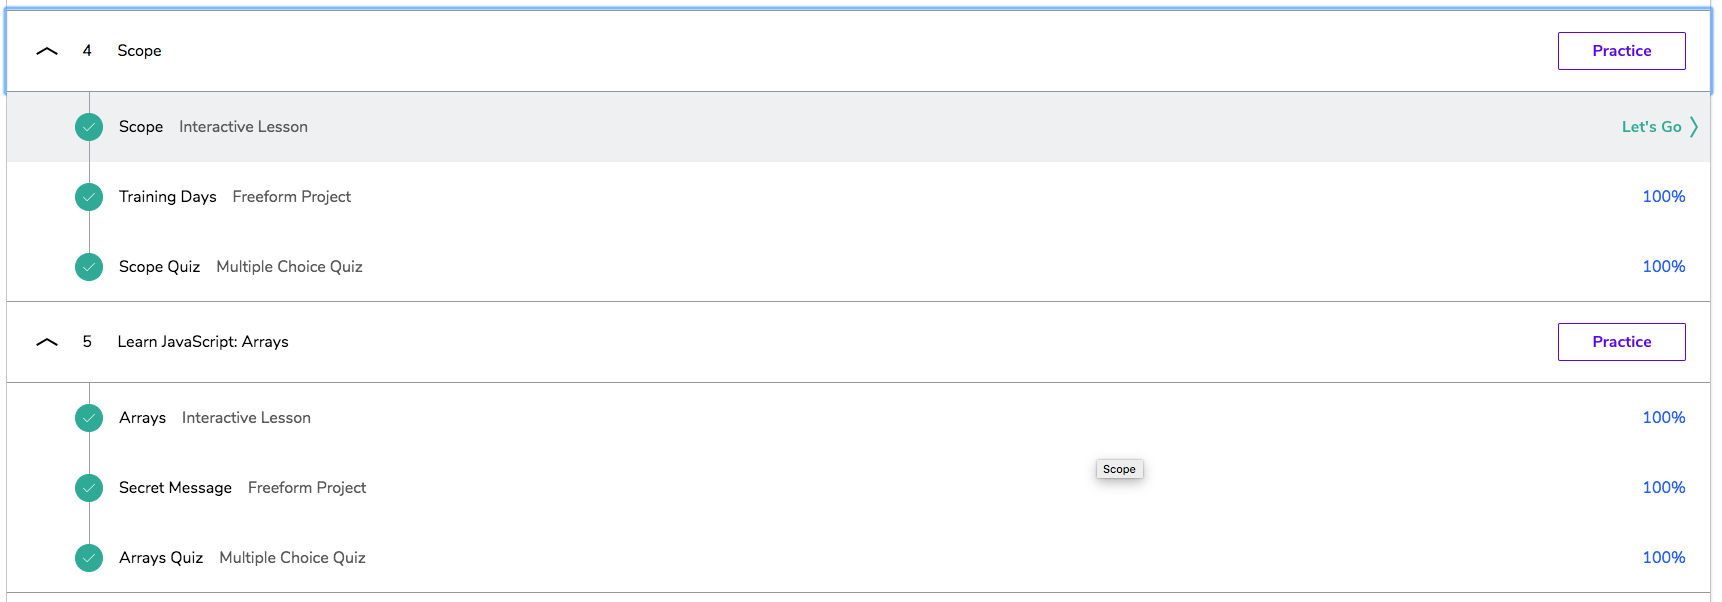 4 Scope Practice
Scope Interactive Lesson Let's Go
Training Days Freeform Project 100%
Scope Quiz Multiple Choice Quiz 100%
5 Learn JavaScript: Arrays Practice
Arrays Interactive Lesson 100%
Scope
Secret Message Freeform Project 100%
Arrays Quiz Multiple Choice Quiz 100%